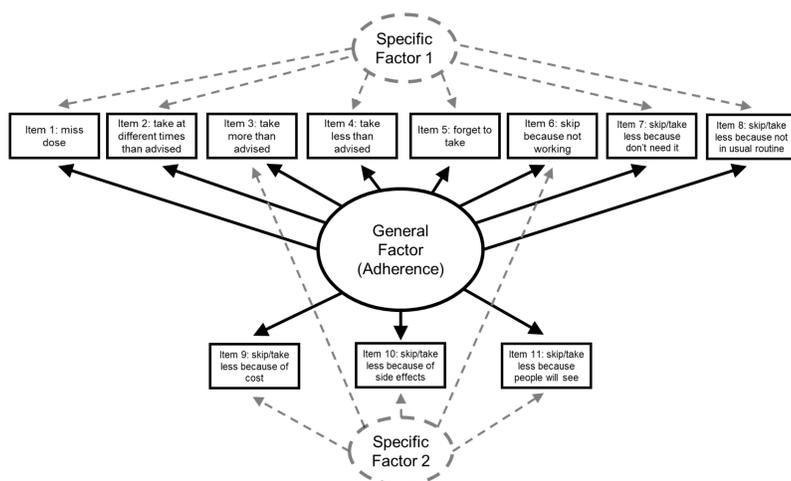 Specific
Factor 1
Item 1: miss
dose
Item 2: take at
different times
than advised
Item 3: take
more than
advised
Item 4: take
less than
advised
Item 5: forget to
take
Item 6: skip
because not
working
Item 7: skip/take
less because
don't need it
Item 8: skip/take
less because not
in usual routine
General
Factor
(Adherence)
Item 9: skip/take
less because of
cost
Item 10: skip/take
less because of
side effects
Item 11: skip/take
less because
people will see
Specific
Factor 2